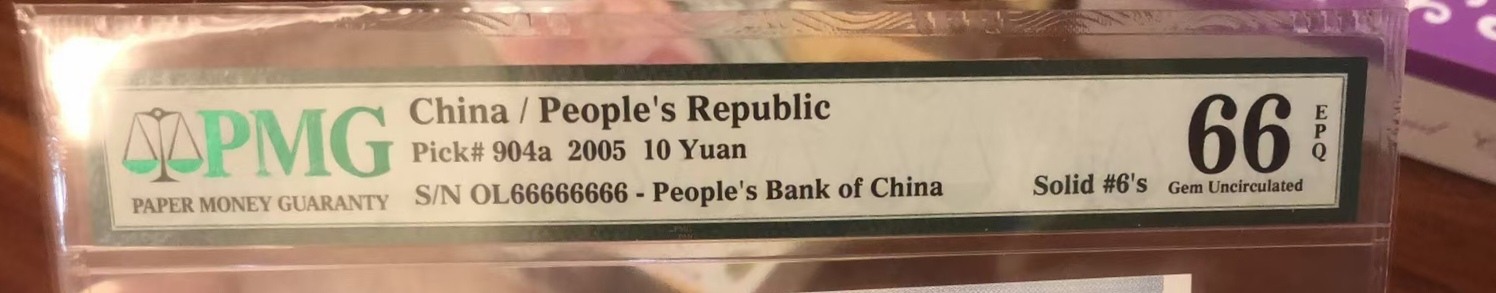 PMG
PAPER MONEY GUARANTY
China / People's Republic
Pick# 904a 2005 10 Yuan
S/N OL66666666 - People's Bank of China
Solid #6's
66
EPQ
Gem Uncirculated